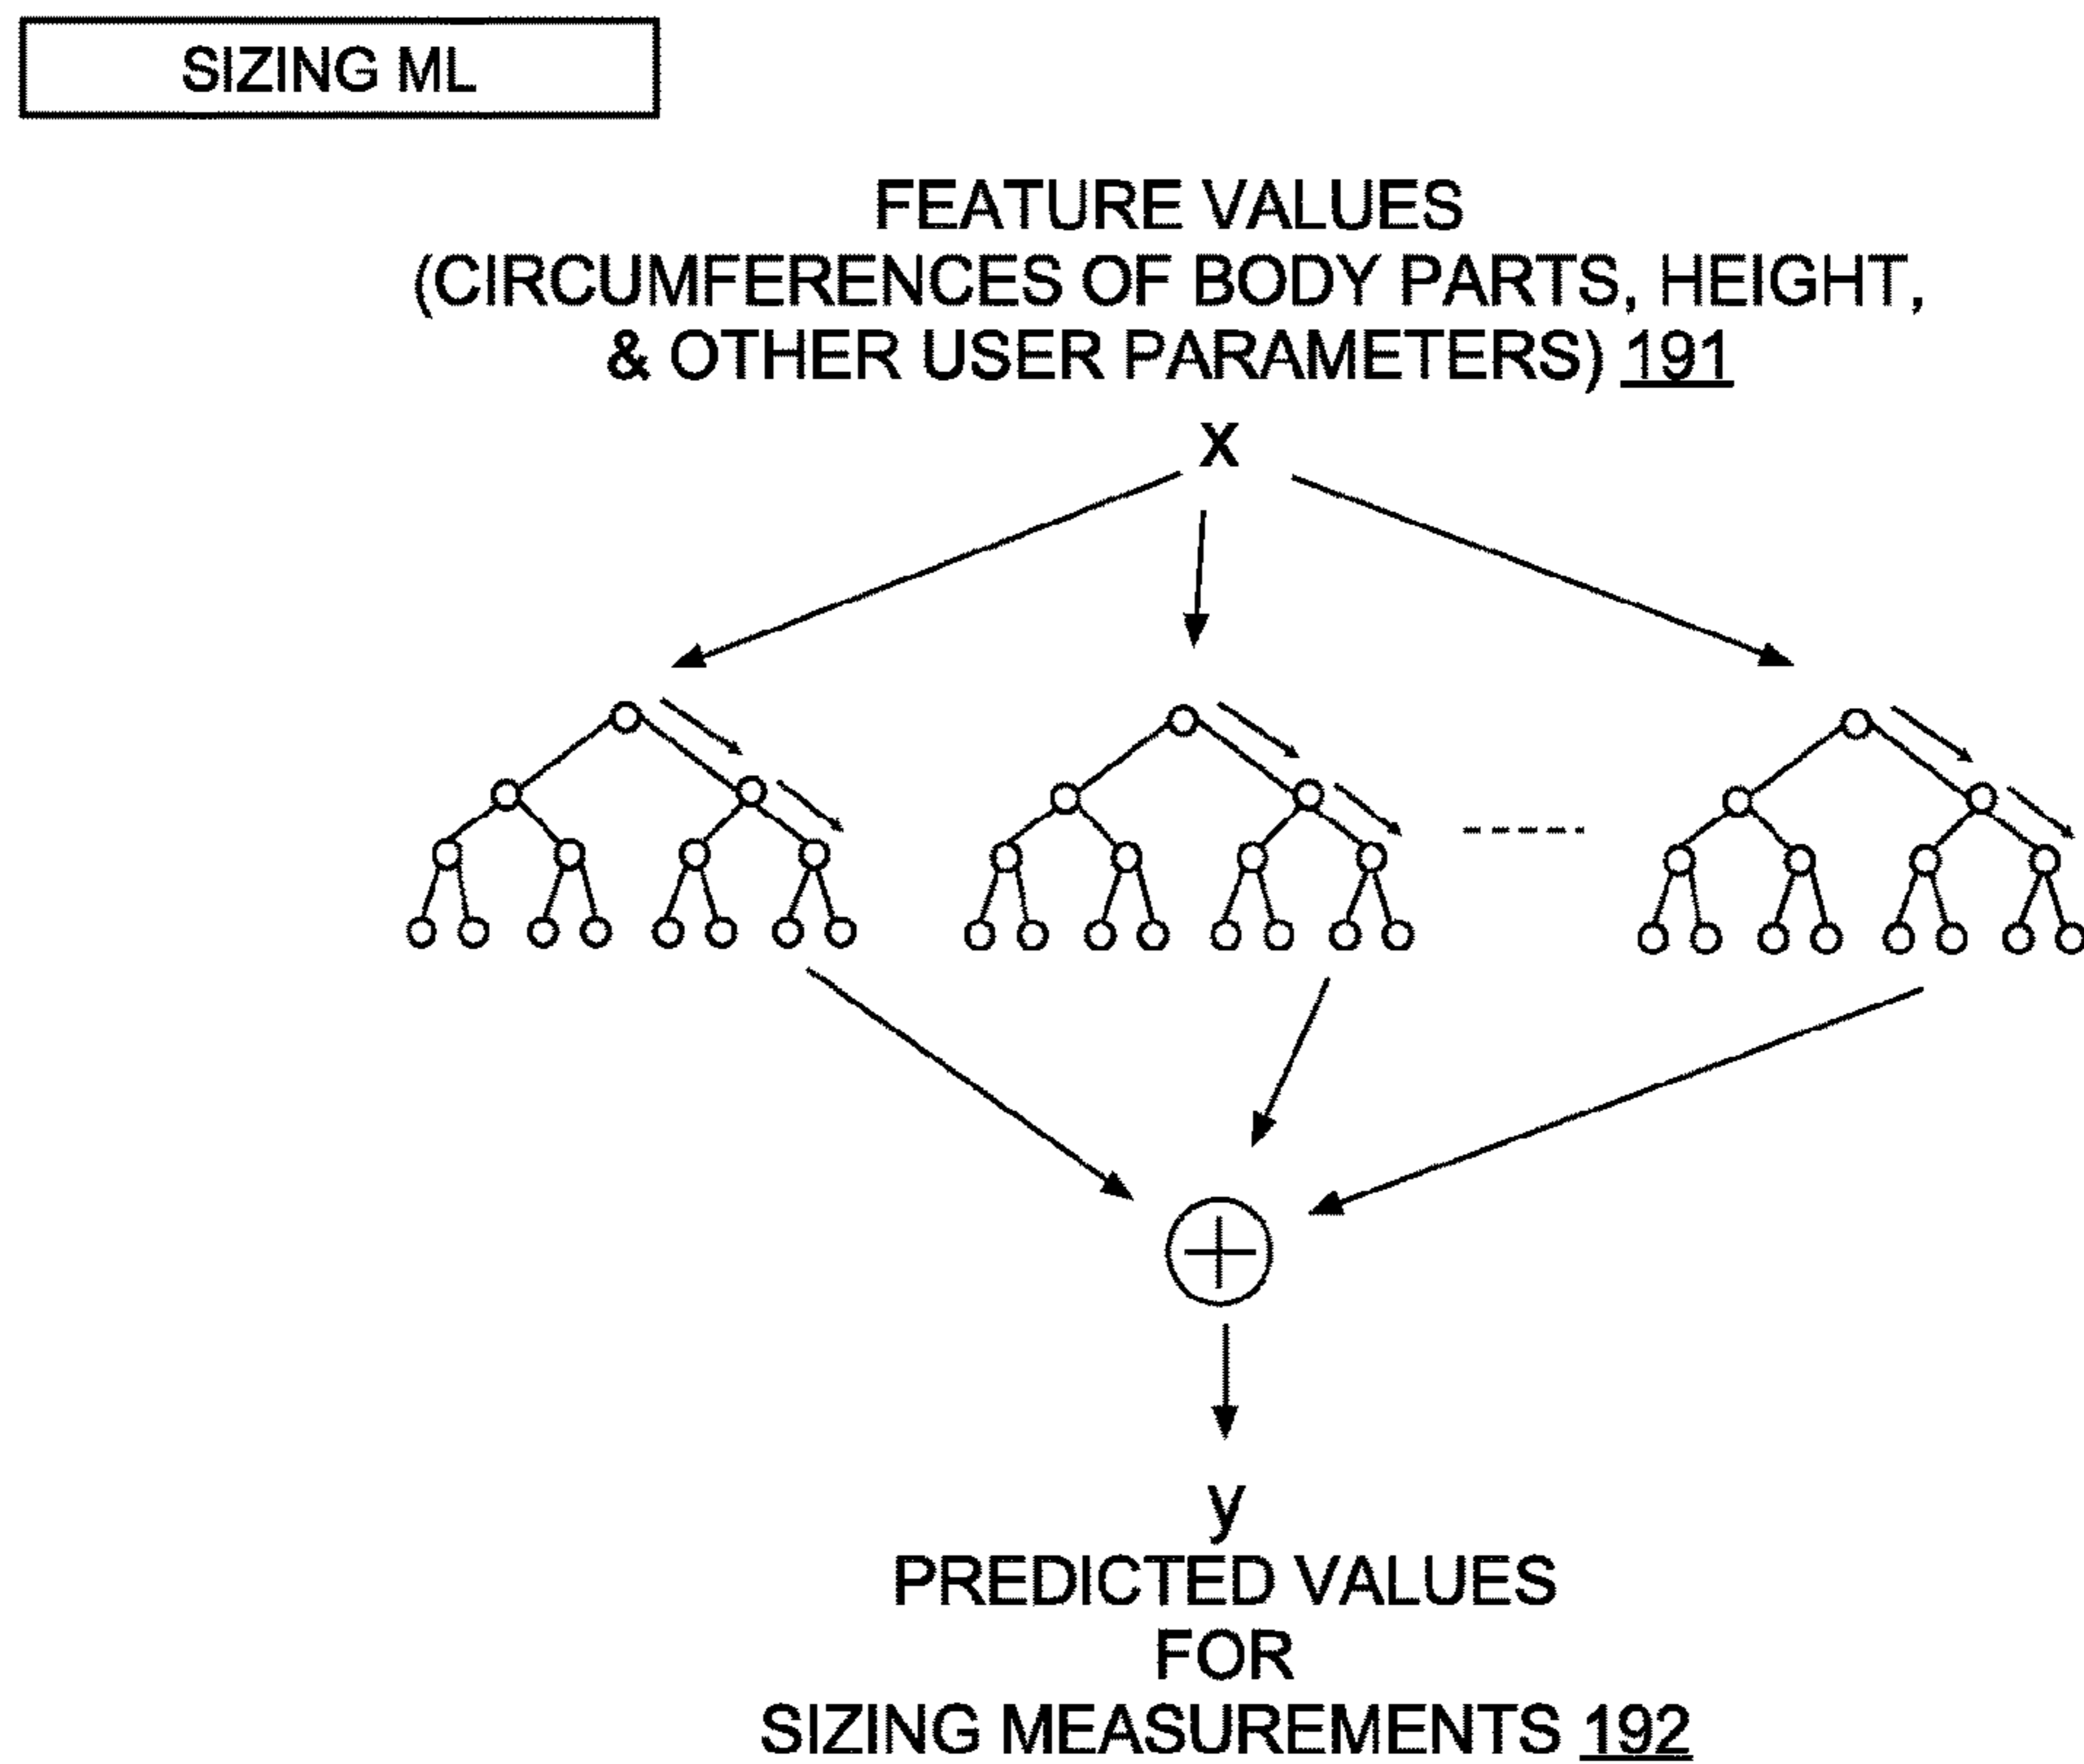 SIZING ML
FEATURE VALUES
(CIRCUMFERENCES OF BODY PARTS, HEIGHT,
& OTHER USER PARAMETERS) 191
x
y
PREDICTED VALUES
FOR
SIZING MEASUREMENTS 192